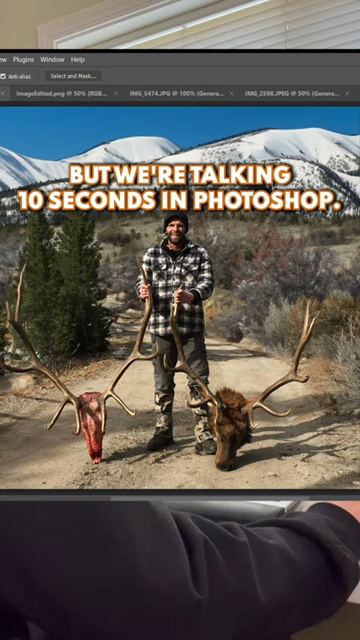 ew Plugins Window Help
Anti-alias Select and Mask...
ImageEdited.png @ 50% (RGB... × IMG_5474.JPG @ 100% (Genera... × IMG_2598.JPEG @ 50% (Genera... ×
BUT WE'RE TALKING
10 SECONDS IN PHOTOSHOP.